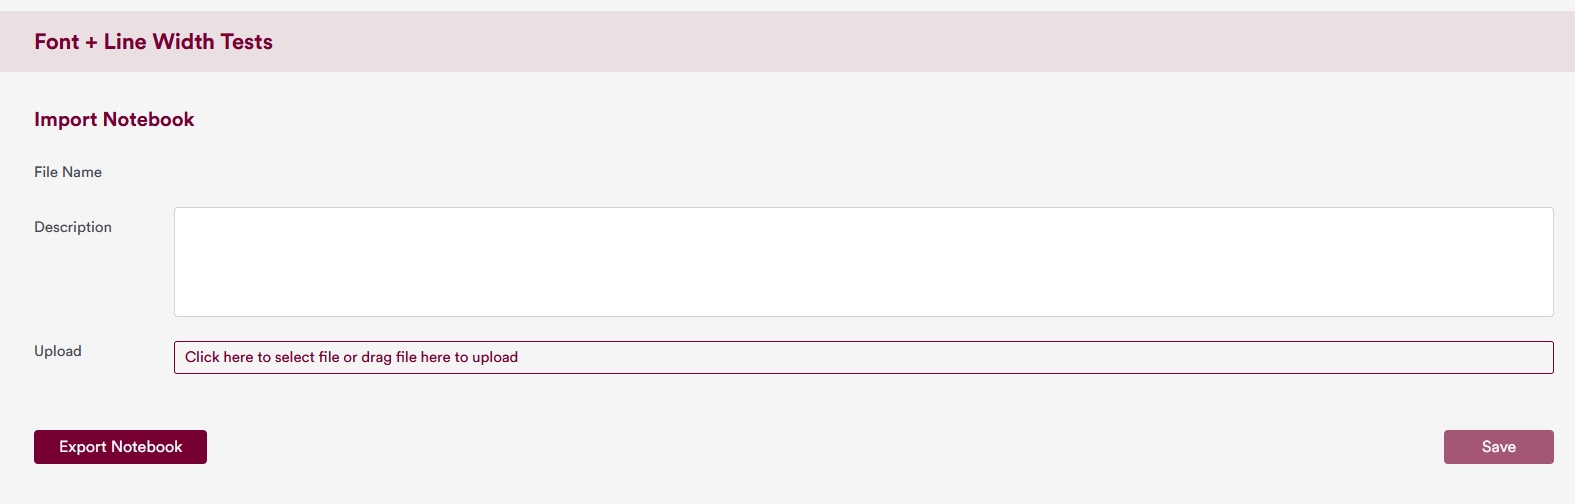 Font + Line Width Tests
Import Notebook
File Name
Description
Upload
Click here to select file or drag file here to upload
Export Notebook
Save